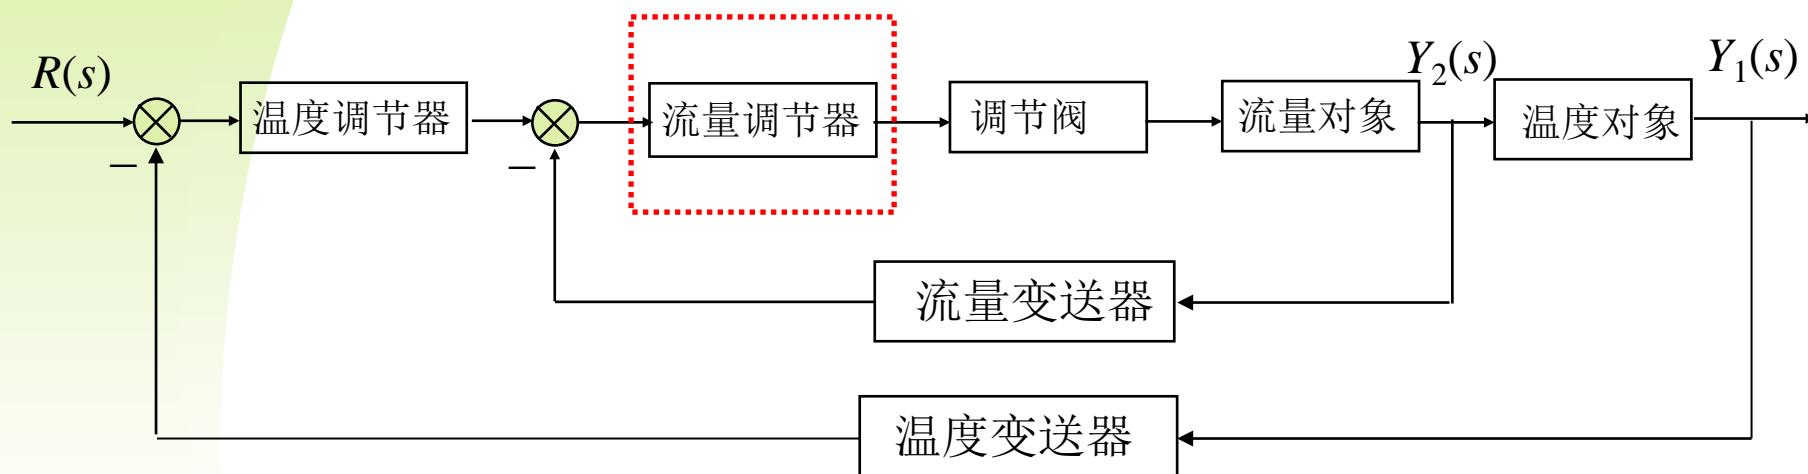 R(s)
温度调节器
流量调节器
调节阀
流量对象
Y₂(s)
温度对象
Y₁(s)
−
−
流量变送器
温度变送器